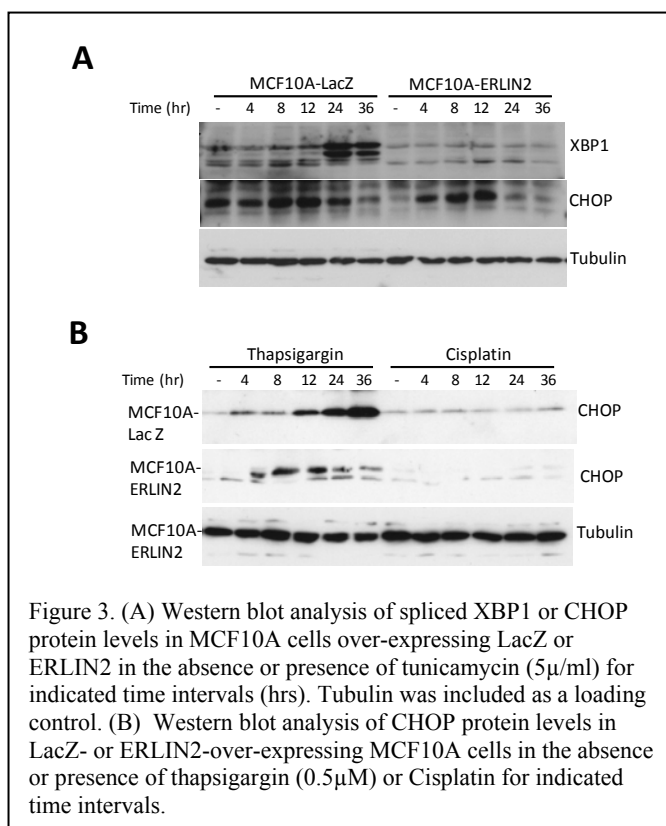 A
MCF10A-LacZ MCF10A-ERLIN2
Time (hr) - 4 8 12 24 36 - 4 8 12 24 36
XBP1
CHOP
Tubulin
B
Thapsigargin Cisplatin
Time (hr) - 4 8 12 24 36 - 4 8 12 24 36
MCF10A-
Lac Z
CHOP
MCF10A-
ERLIN2
CHOP
MCF10A-
ERLIN2
Tubulin
Figure 3. (A) Western blot analysis of spliced XBP1 or CHOP
protein levels in MCF10A cells over-expressing LacZ or
ERLIN2 in the absence or presence of tunicamycin (5µ/ml) for
indicated time intervals (hrs). Tubulin was included as a loading
control. (B) Western blot analysis of CHOP protein levels in
LacZ- or ERLIN2-over-expressing MCF10A cells in the absence
or presence of thapsigargin (0.5µM) or Cisplatin for indicated
time intervals.